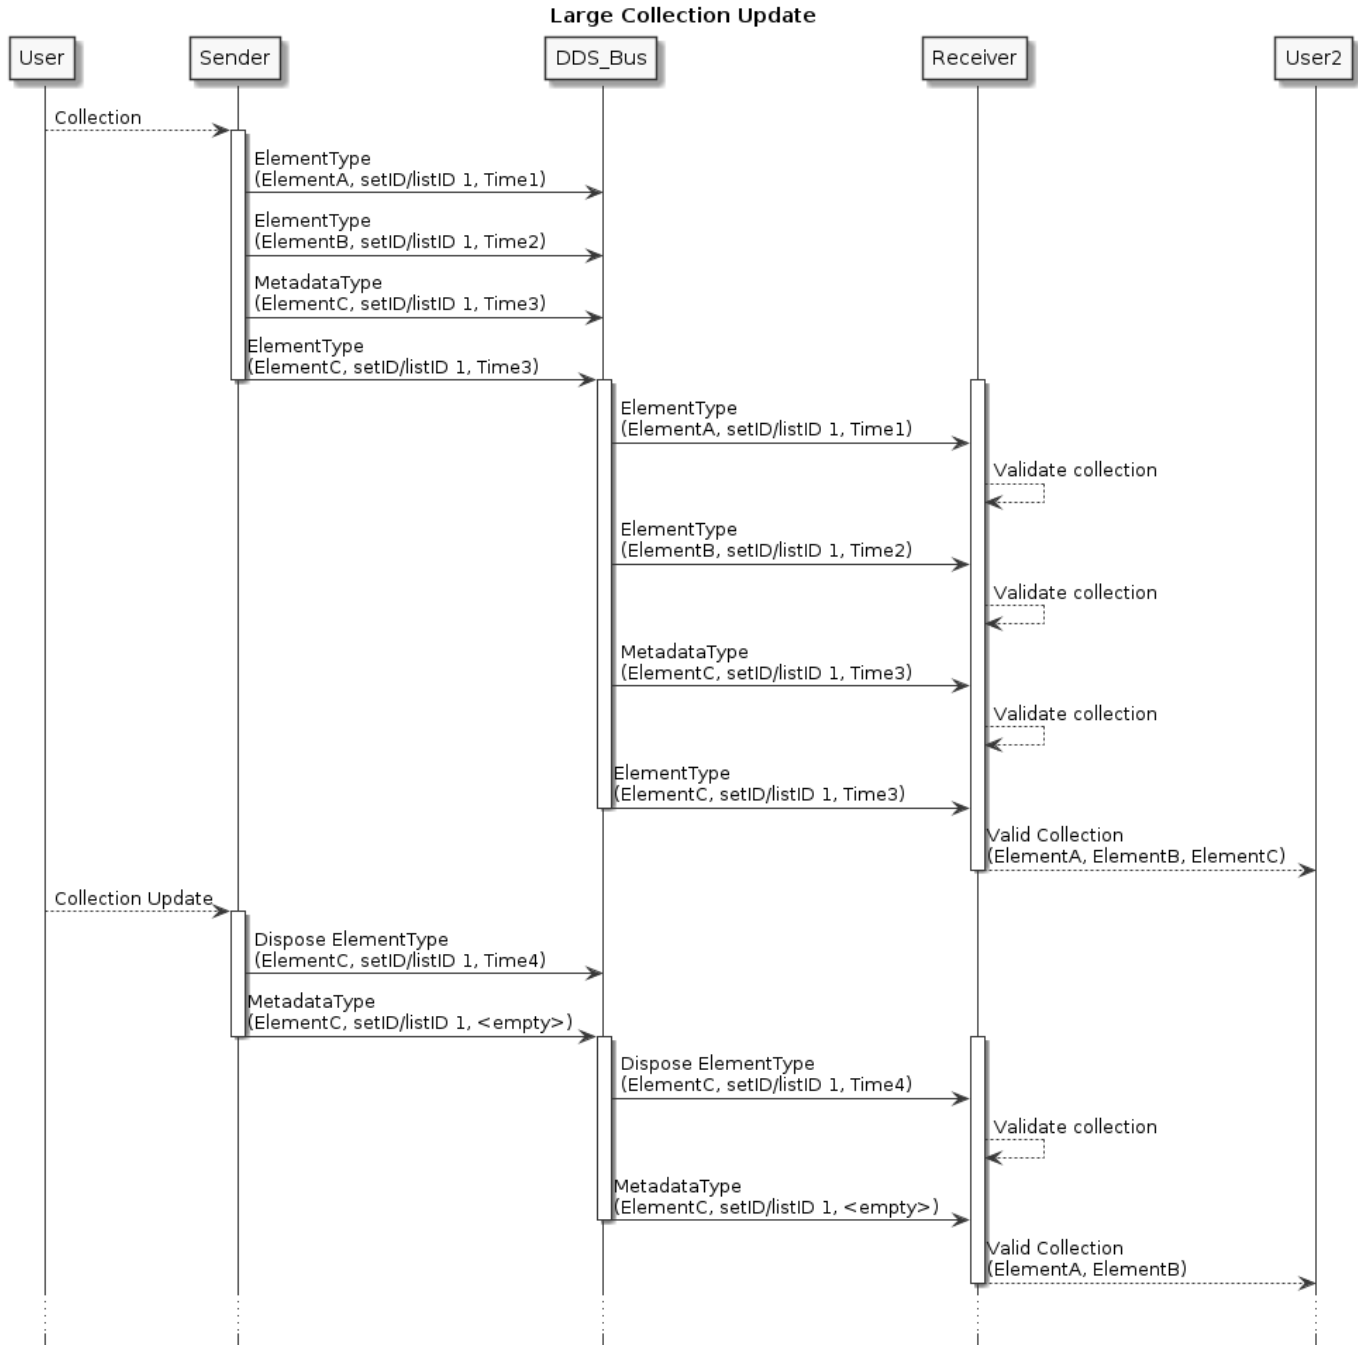 Large Collection Update
User
Sender
DDS_Bus
Receiver
User2
Collection
ElementType
(ElementA, setID/listID 1, Time1)
ElementType
(ElementB, setID/listID 1, Time2)
MetadataType
(ElementC, setID/listID 1, Time3)
ElementType
(ElementC, setID/listID 1, Time3)
ElementType
(ElementA, setID/listID 1, Time1)
Validate collection
ElementType
(ElementB, setID/listID 1, Time2)
Validate collection
MetadataType
(ElementC, setID/listID 1, Time3)
Validate collection
ElementType
(ElementC, setID/listID 1, Time3)
Valid Collection
(ElementA, ElementB, ElementC)
Collection Update
Dispose ElementType
(ElementC, setID/listID 1, Time4)
MetadataType
(ElementC, setID/listID 1, <empty>)
Dispose ElementType
(ElementC, setID/listID 1, Time4)
Validate collection
MetadataType
(ElementC, setID/listID 1, <empty>)
Valid Collection
(ElementA, ElementB)